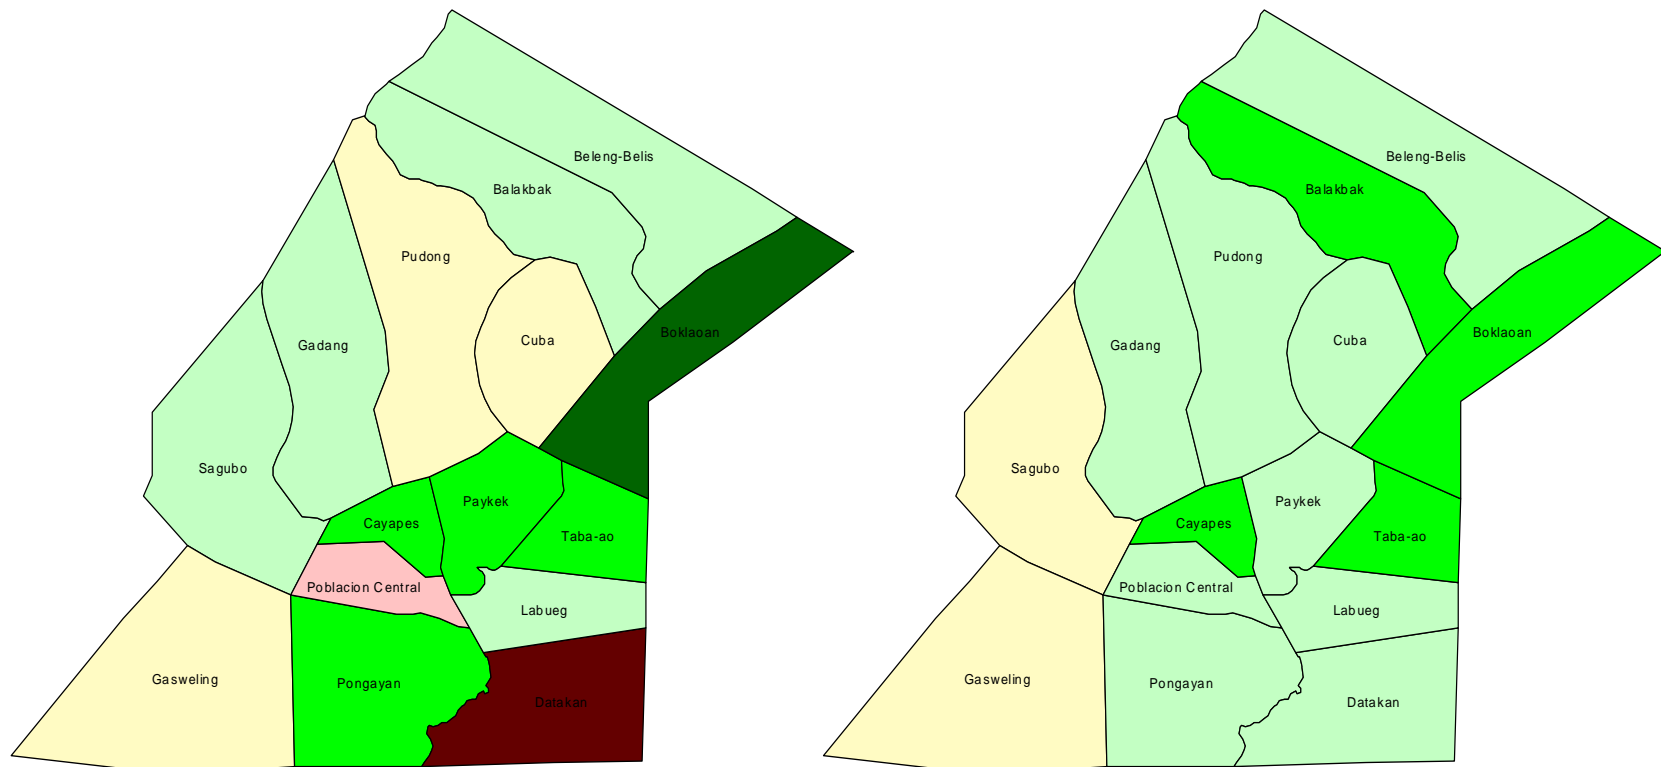 Beleng-Belis
Balakbak
Pudong
Boklaoan
Cuba
Gadang
Sagubo
Paykek
Cayapes
Taba-ao
Poblacion Central
Labueg
Gasweling
Pongayan
Datakan
Beleng-Belis
Balakbak
Pudong
Boklaoan
Cuba
Gadang
Sagubo
Paykek
Cayapes
Taba-ao
Poblacion Central
Labueg
Gasweling
Pongayan
Datakan